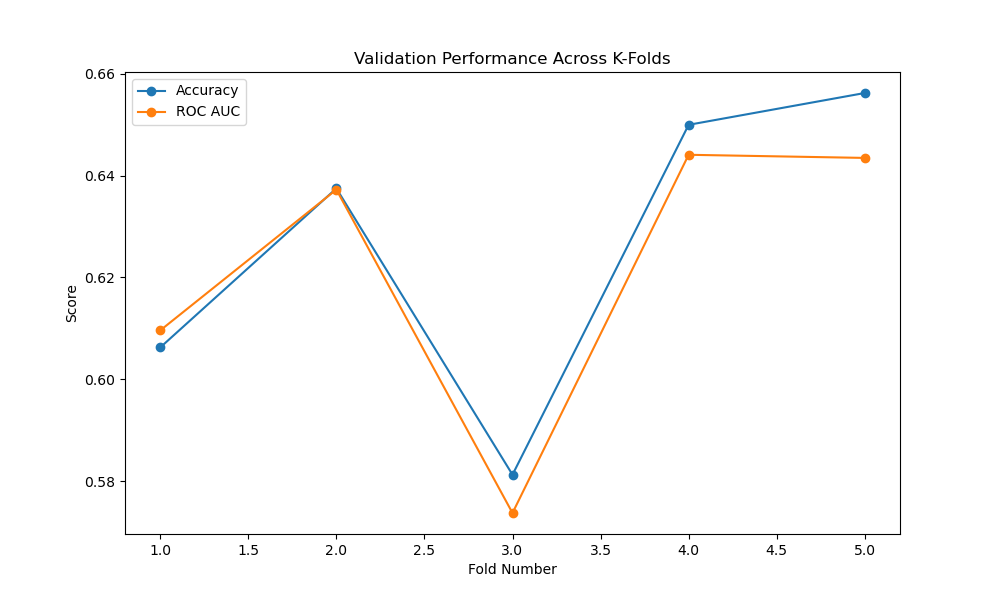 Validation Performance Across K-Folds
Accuracy
ROC AUC
Score
0.66
0.64
0.62
0.60
0.58
1.0 1.5 2.0 2.5 3.0 3.5 4.0 4.5 5.0
Fold Number